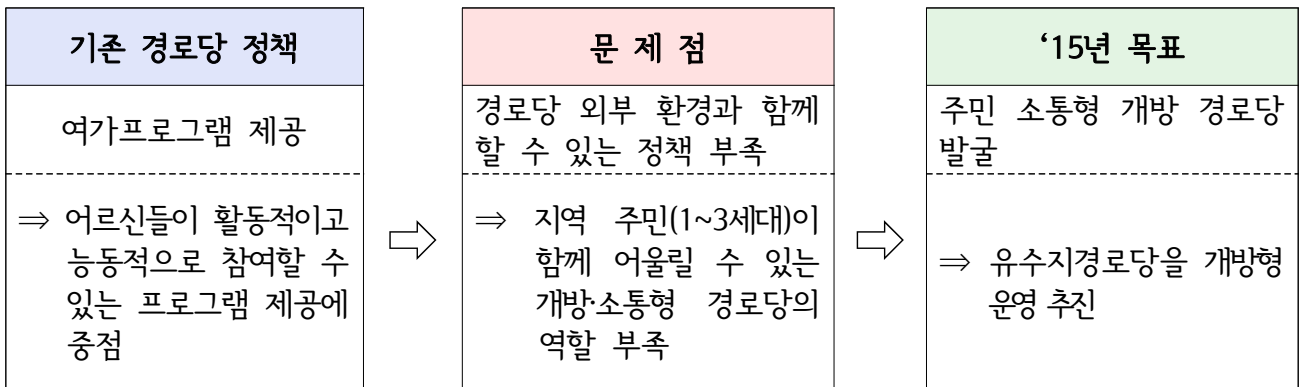 기존 경로당 정책
여가프로그램 제공
⇒ 어르신들이 활동적이고
능동적으로 참여할 수
있는 프로그램 제공에
중점
문 제 점
경로당 외부 환경과 함께
할 수 있는 정책 부족
⇒ 지역 주민(1~3세대)이
함께 어울릴 수 있는
개방·소통형 경로당의
역할 부족
‘15년 목표
주민 소통형 개방 경로당
발굴
⇒ 유수지경로당을 개방형
운영 추진